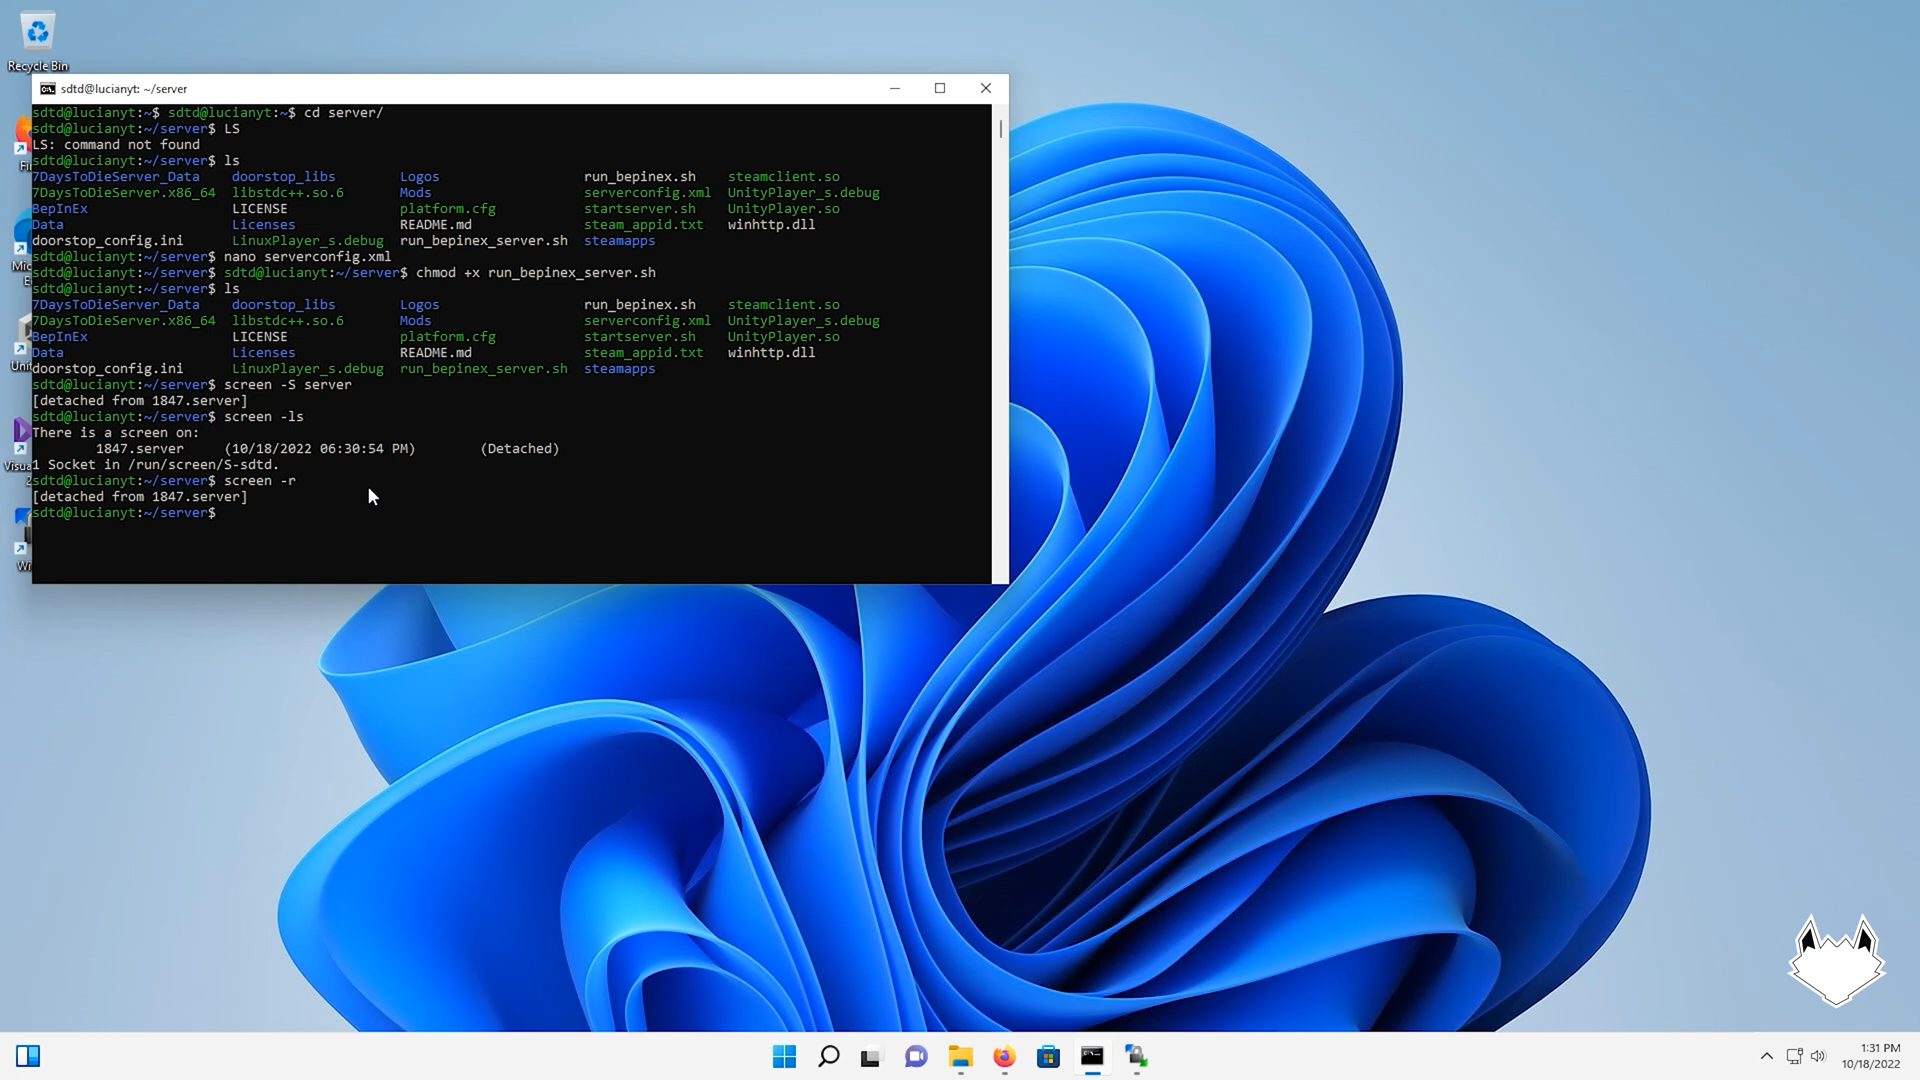 Recycle Bin
sdtd@lucianyt: ~/server
sdtd@lucianyt:~$ sdtd@lucianyt:~$ cd server/
sdtd@lucianyt:~/server$ LS
LS: command not found
sdtd@lucianyt:~/server$ ls
7DaysToDieServer_Data doorstop_libs Logos run_bepinex.sh steamclient.so
7DaysToDieServer.x86_64 libstdc++.so.6 Mods serverconfig.xml UnityPlayer_s.debug
BepInEx LICENSE platform.cfg startserver.sh UnityPlayer.so
Data Licenses README.md steam_appid.txt winhttp.dll
doorstop_config.ini LinuxPlayer_s.debug run_bepinex_server.sh steamapps
sdtd@lucianyt:~/server$ nano serverconfig.xml
sdtd@lucianyt:~/server$ sdtd@lucianyt:~/server$ chmod +x run_bepinex_server.sh
sdtd@lucianyt:~/server$ ls
7DaysToDieServer_Data doorstop_libs Logos run_bepinex.sh steamclient.so
7DaysToDieServer.x86_64 libstdc++.so.6 Mods serverconfig.xml UnityPlayer_s.debug
BepInEx LICENSE platform.cfg startserver.sh UnityPlayer.so
Data Licenses README.md steam_appid.txt winhttp.dll
doorstop_config.ini LinuxPlayer_s.debug run_bepinex_server.sh steamapps
sdtd@lucianyt:~/server$ screen -S server
[detached from 1847.server]
sdtd@lucianyt:~/server$ screen -ls
There is a screen on:
1847.server (10/18/2022 06:30:54 PM) (Detached)
1 Socket in /run/screen/S-sdtd.
sdtd@lucianyt:~/server$ screen -r
[detached from 1847.server]
sdtd@lucianyt:~/server$
1:31 PM
10/18/2022